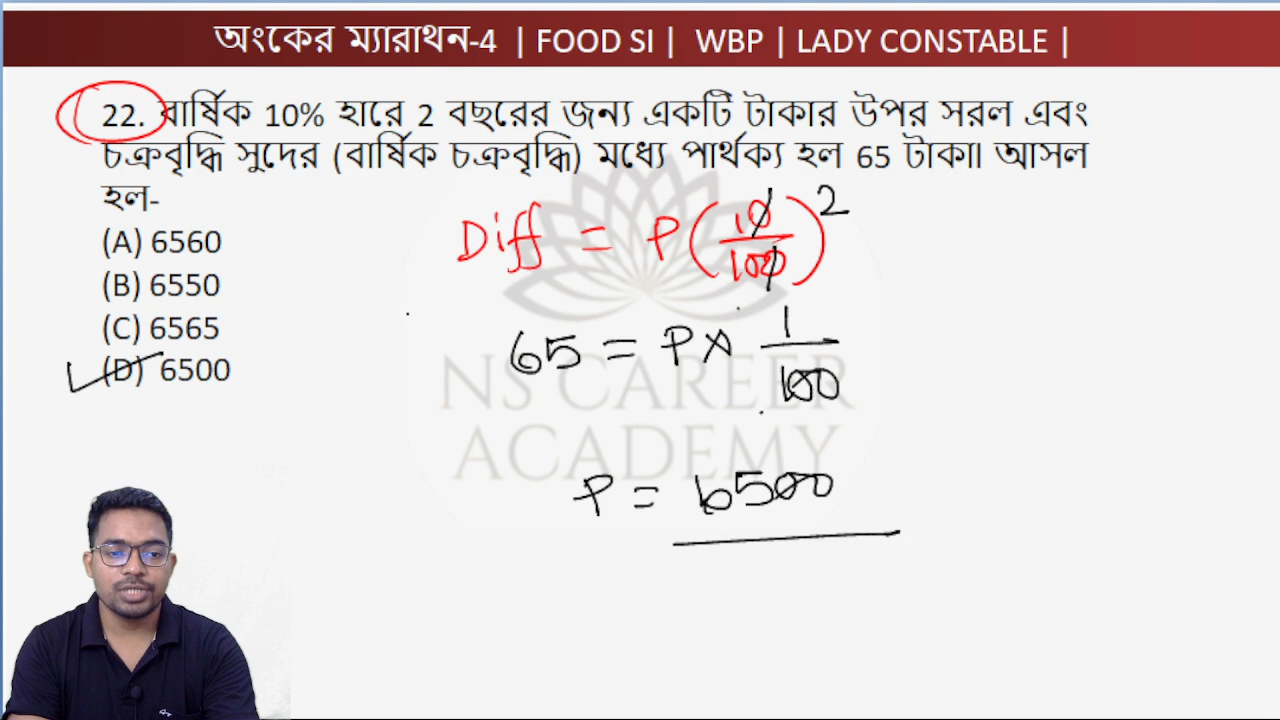 অংকের ম্যারাথন-4 | FOOD SI | WBP | LADY CONSTABLE |
22. বার্ষিক 10% হারে 2 বছরের জন্য একটি টাকার উপর সরল এবং
চক্রবৃদ্ধি সুদের (বার্ষিক চক্রবৃদ্ধি) মধ্যে পার্থক্য হল 65 টাকা৷ আসল
হল-
(A) 6560
(B) 6550
(C) 6565
(D) 6500
Diff = P(10/100)2
65 = P× 1/100
P = 6500
NS CAREER
ACADEMY